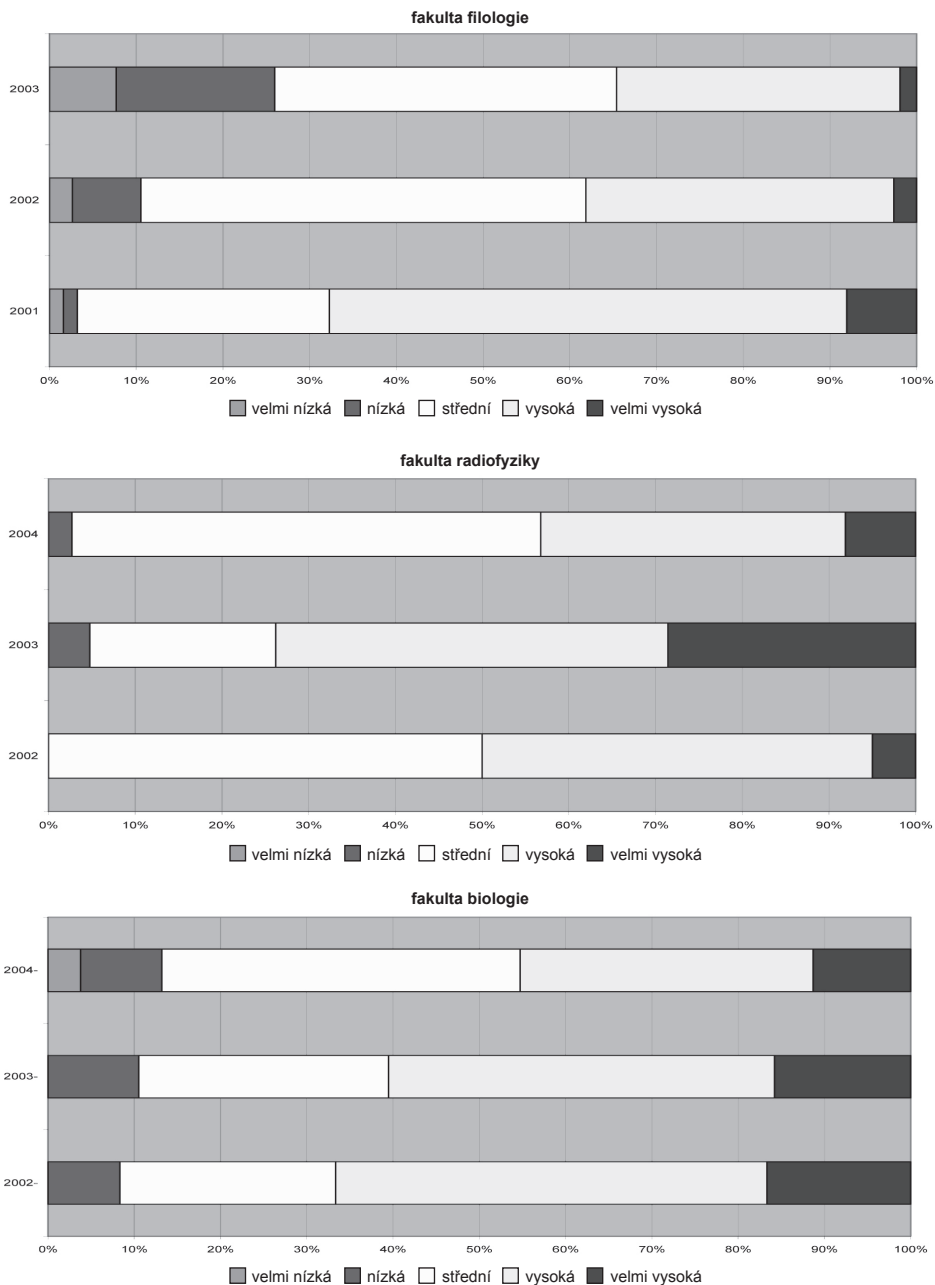 fakulta filologie
2003
2002
2001
0% 10% 20% 30% 40% 50% 60% 70% 80% 90% 100%
velmi nízká nízká střední vysoká velmi vysoká
fakulta radiofyziky
2004
2003
2002
0% 10% 20% 30% 40% 50% 60% 70% 80% 90% 100%
velmi nízká nízká střední vysoká velmi vysoká
fakulta biologie
2004-
2003-
2002-
0% 10% 20% 30% 40% 50% 60% 70% 80% 90% 100%
velmi nízká nízká střední vysoká velmi vysoká